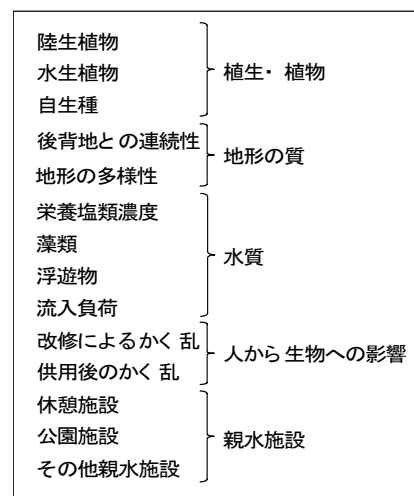 陸生植物
水生植物
自生種
植生・植物
後背地との連続性
地形の多様性
地形の質
栄養塩類濃度
藻類
浮遊物
流入負荷
水質
改修によるかく乱
供用後のかく乱
人から生物への影響
休憩施設
公園施設
その他親水施設
親水施設